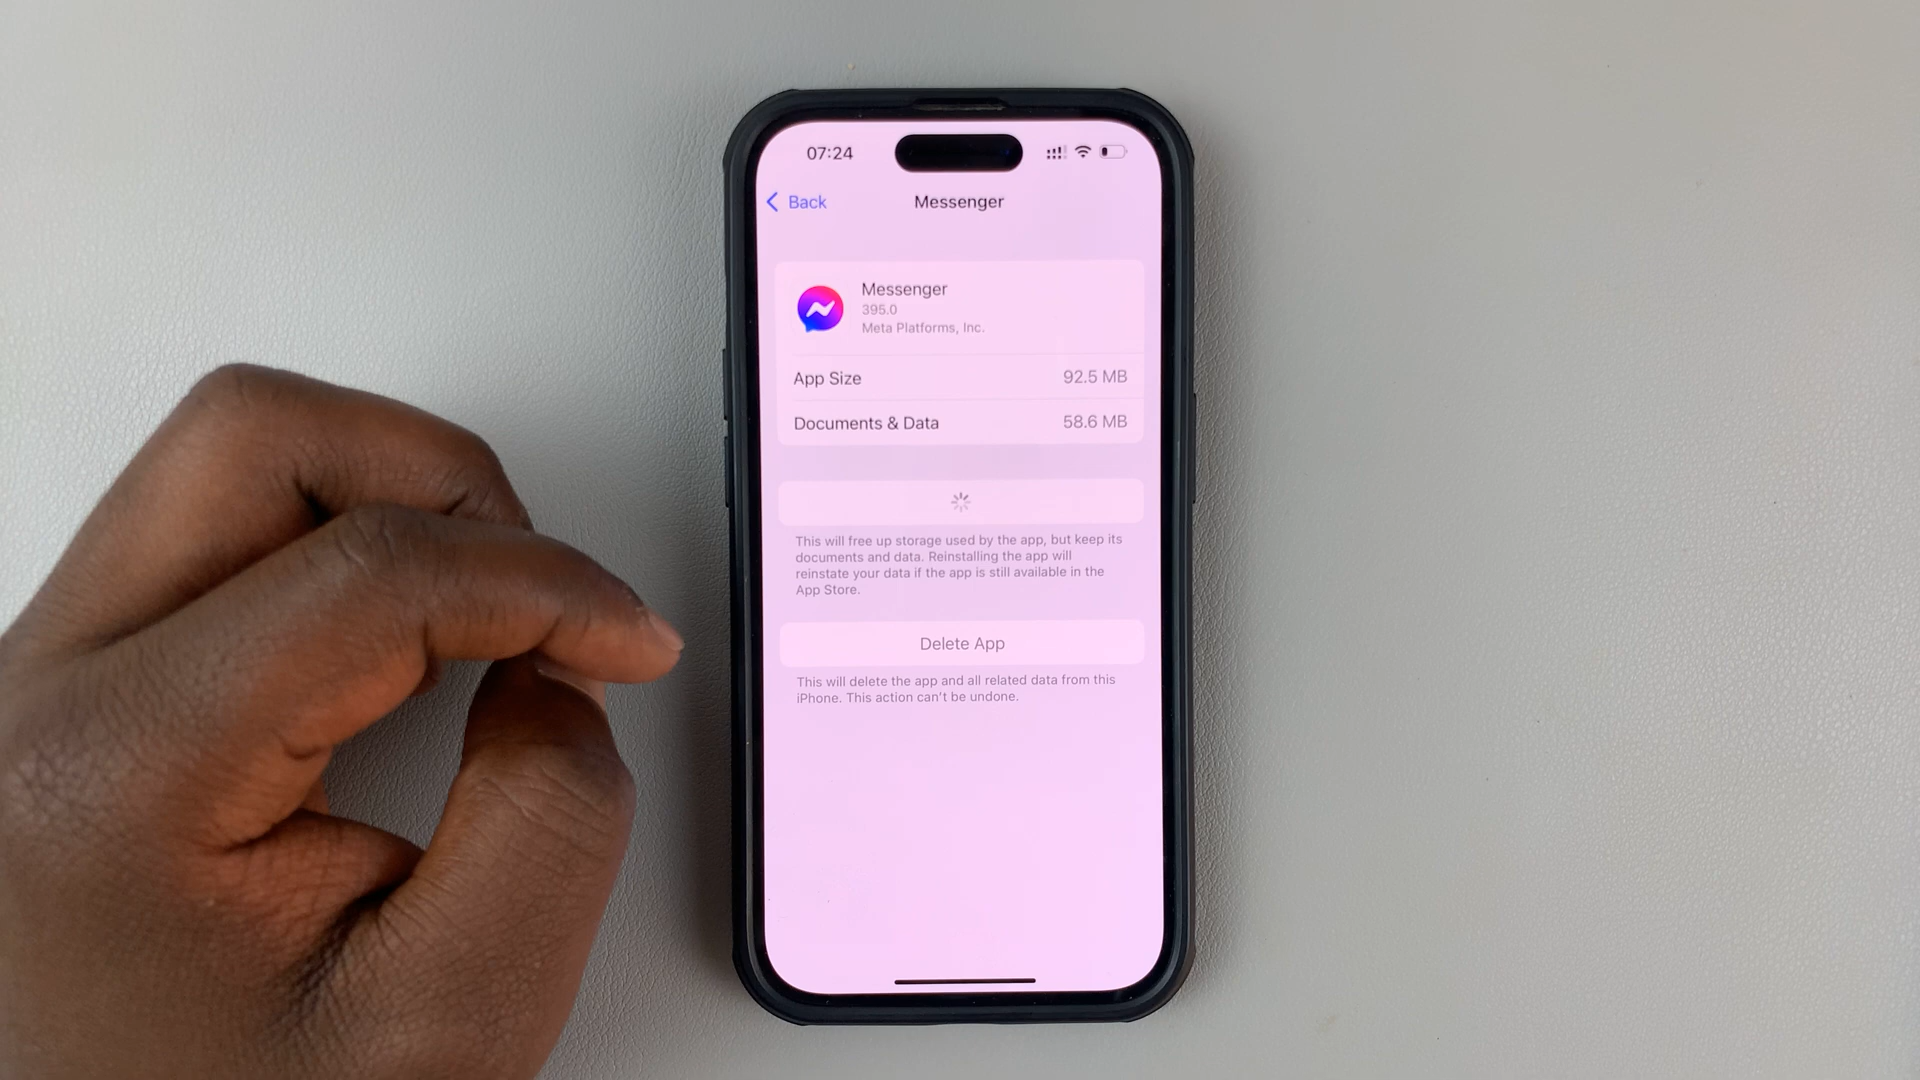 07:24
Back
Messenger
Messenger
395.0
Meta Platforms, Inc.
App Size 92.5 MB
Documents & Data 58.6 MB
This will free up storage used by the app, but keep its
documents and data. Reinstalling the app will
reinstate your data if the app is still available in the
App Store.
Delete App
This will delete the app and all related data from this
iPhone. This action can't be undone.